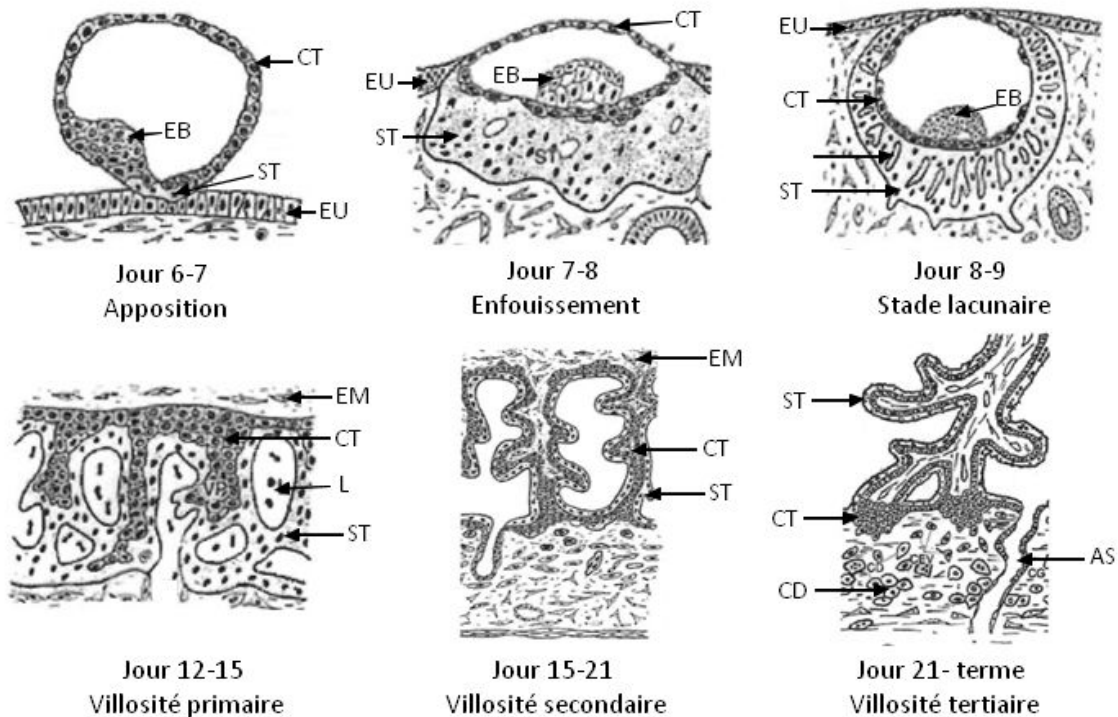 CT
EB
ST
EU
Jour 6-7
Apposition
CT
EU
EB
ST
ST
Jour 7-8
Enfouissement
EU
CT
EB
ST
Jour 8-9
Stade lacunaire
EM
CT
L
ST
Jour 12-15
Villosité primaire
EM
CT
ST
Jour 15-21
Villosité secondaire
ST
CT
AS
CD
Jour 21- terme
Villosité tertiaire